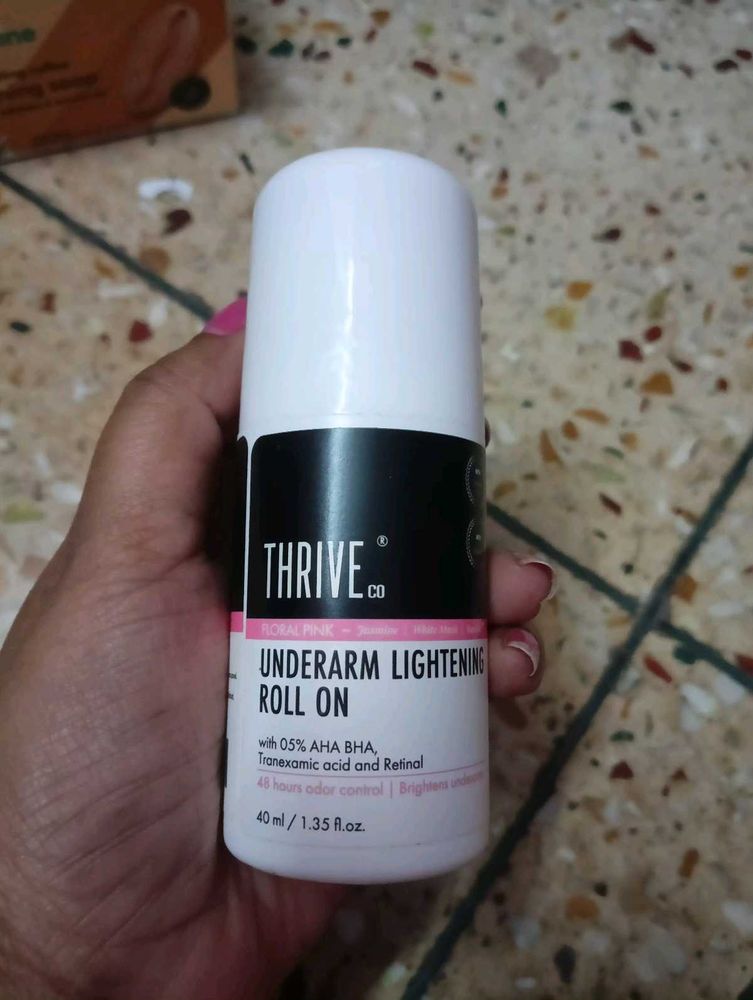 THRIVE®
CO
FLORAL PINK - Jasmine | White Musk |
UNDERARM LIGHTENING
ROLL ON
with 05% AHA BHA,
Tranexamic acid and Retinal
48 hours odor control | Brightens
40 ml / 1.35 fl.oz.